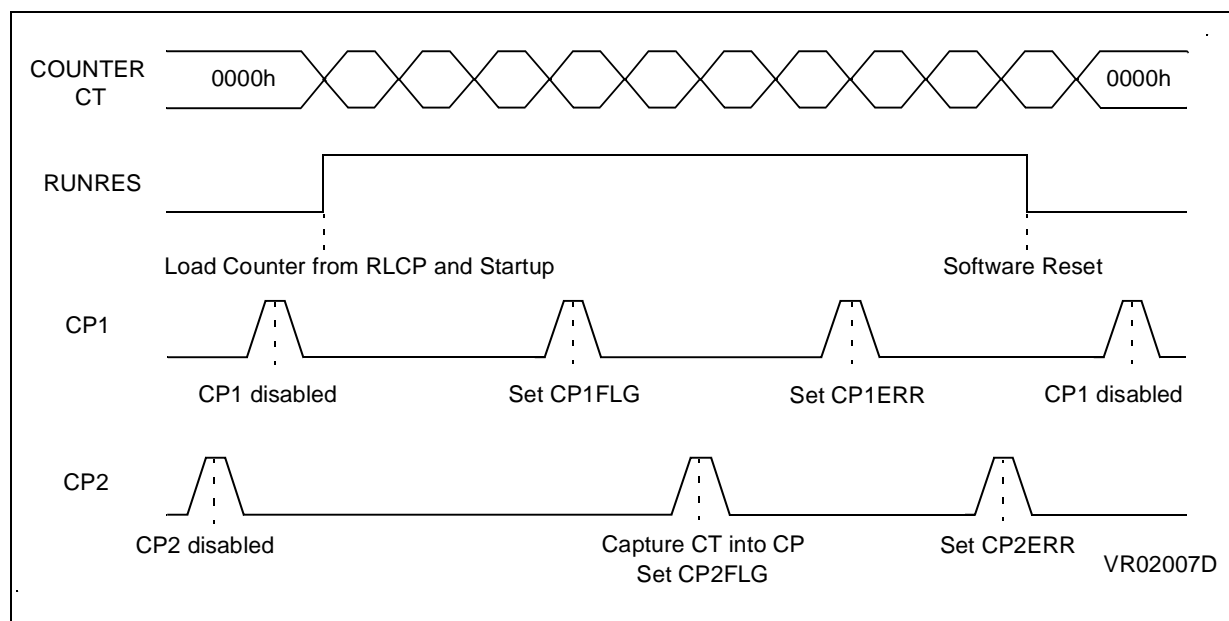 COUNTER
CT
0000h
0000h
RUNRES
Load Counter from RLCP and Startup
Software Reset
CP1
CP1 disabled
Set CP1FLG
Set CP1ERR
CP1 disabled
CP2
CP2 disabled
Capture CT into CP
Set CP2FLG
Set CP2ERR
VR02007D